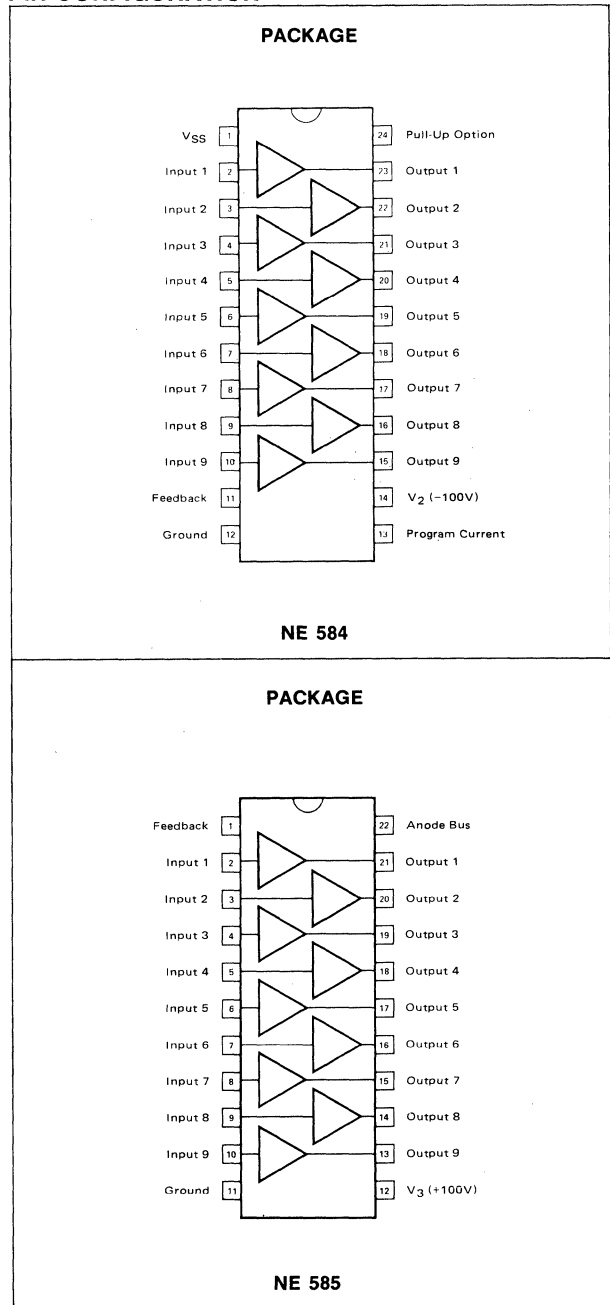 PACKAGE
VSS 1 24 Pull-Up Option
Input 1 2 23 Output 1
Input 2 3 22 Output 2
Input 3 4 21 Output 3
Input 4 5 20 Output 4
Input 5 6 19 Output 5
Input 6 7 18 Output 6
Input 7 8 17 Output 7
Input 8 9 16 Output 8
Input 9 10 15 Output 9
Feedback 11 14 V2 (−100V)
Ground 12 13 Program Current
NE 584
PACKAGE
Feedback 1 22 Anode Bus
Input 1 2 21 Output 1
Input 2 3 20 Output 2
Input 3 4 19 Output 3
Input 4 5 18 Output 4
Input 5 6 17 Output 5
Input 6 7 16 Output 6
Input 7 8 15 Output 7
Input 8 9 14 Output 8
Input 9 10 13 Output 9
Ground 11 12 V3 (+100V)
NE 585